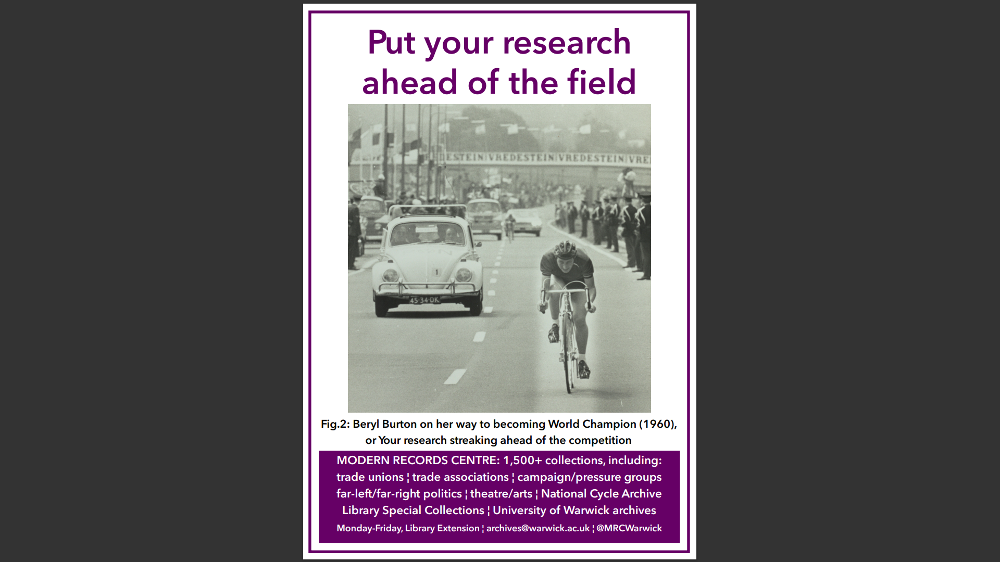 Put your research
ahead of the field
DESTEIN VREDESTEIN VREDESTEIN VRE
1
45-34-DK
Fig.2: Beryl Burton on her way to becoming World Champion (1960),
or Your research streaking ahead of the competition
MODERN RECORDS CENTRE: 1,500+ collections, including:
trade unions ¦ trade associations ¦ campaign/pressure groups
far-left/far-right politics ¦ theatre/arts ¦ National Cycle Archive
Library Special Collections ¦ University of Warwick archives
Monday-Friday, Library Extension ¦ archives@warwick.ac.uk ¦ @MRCWarwick